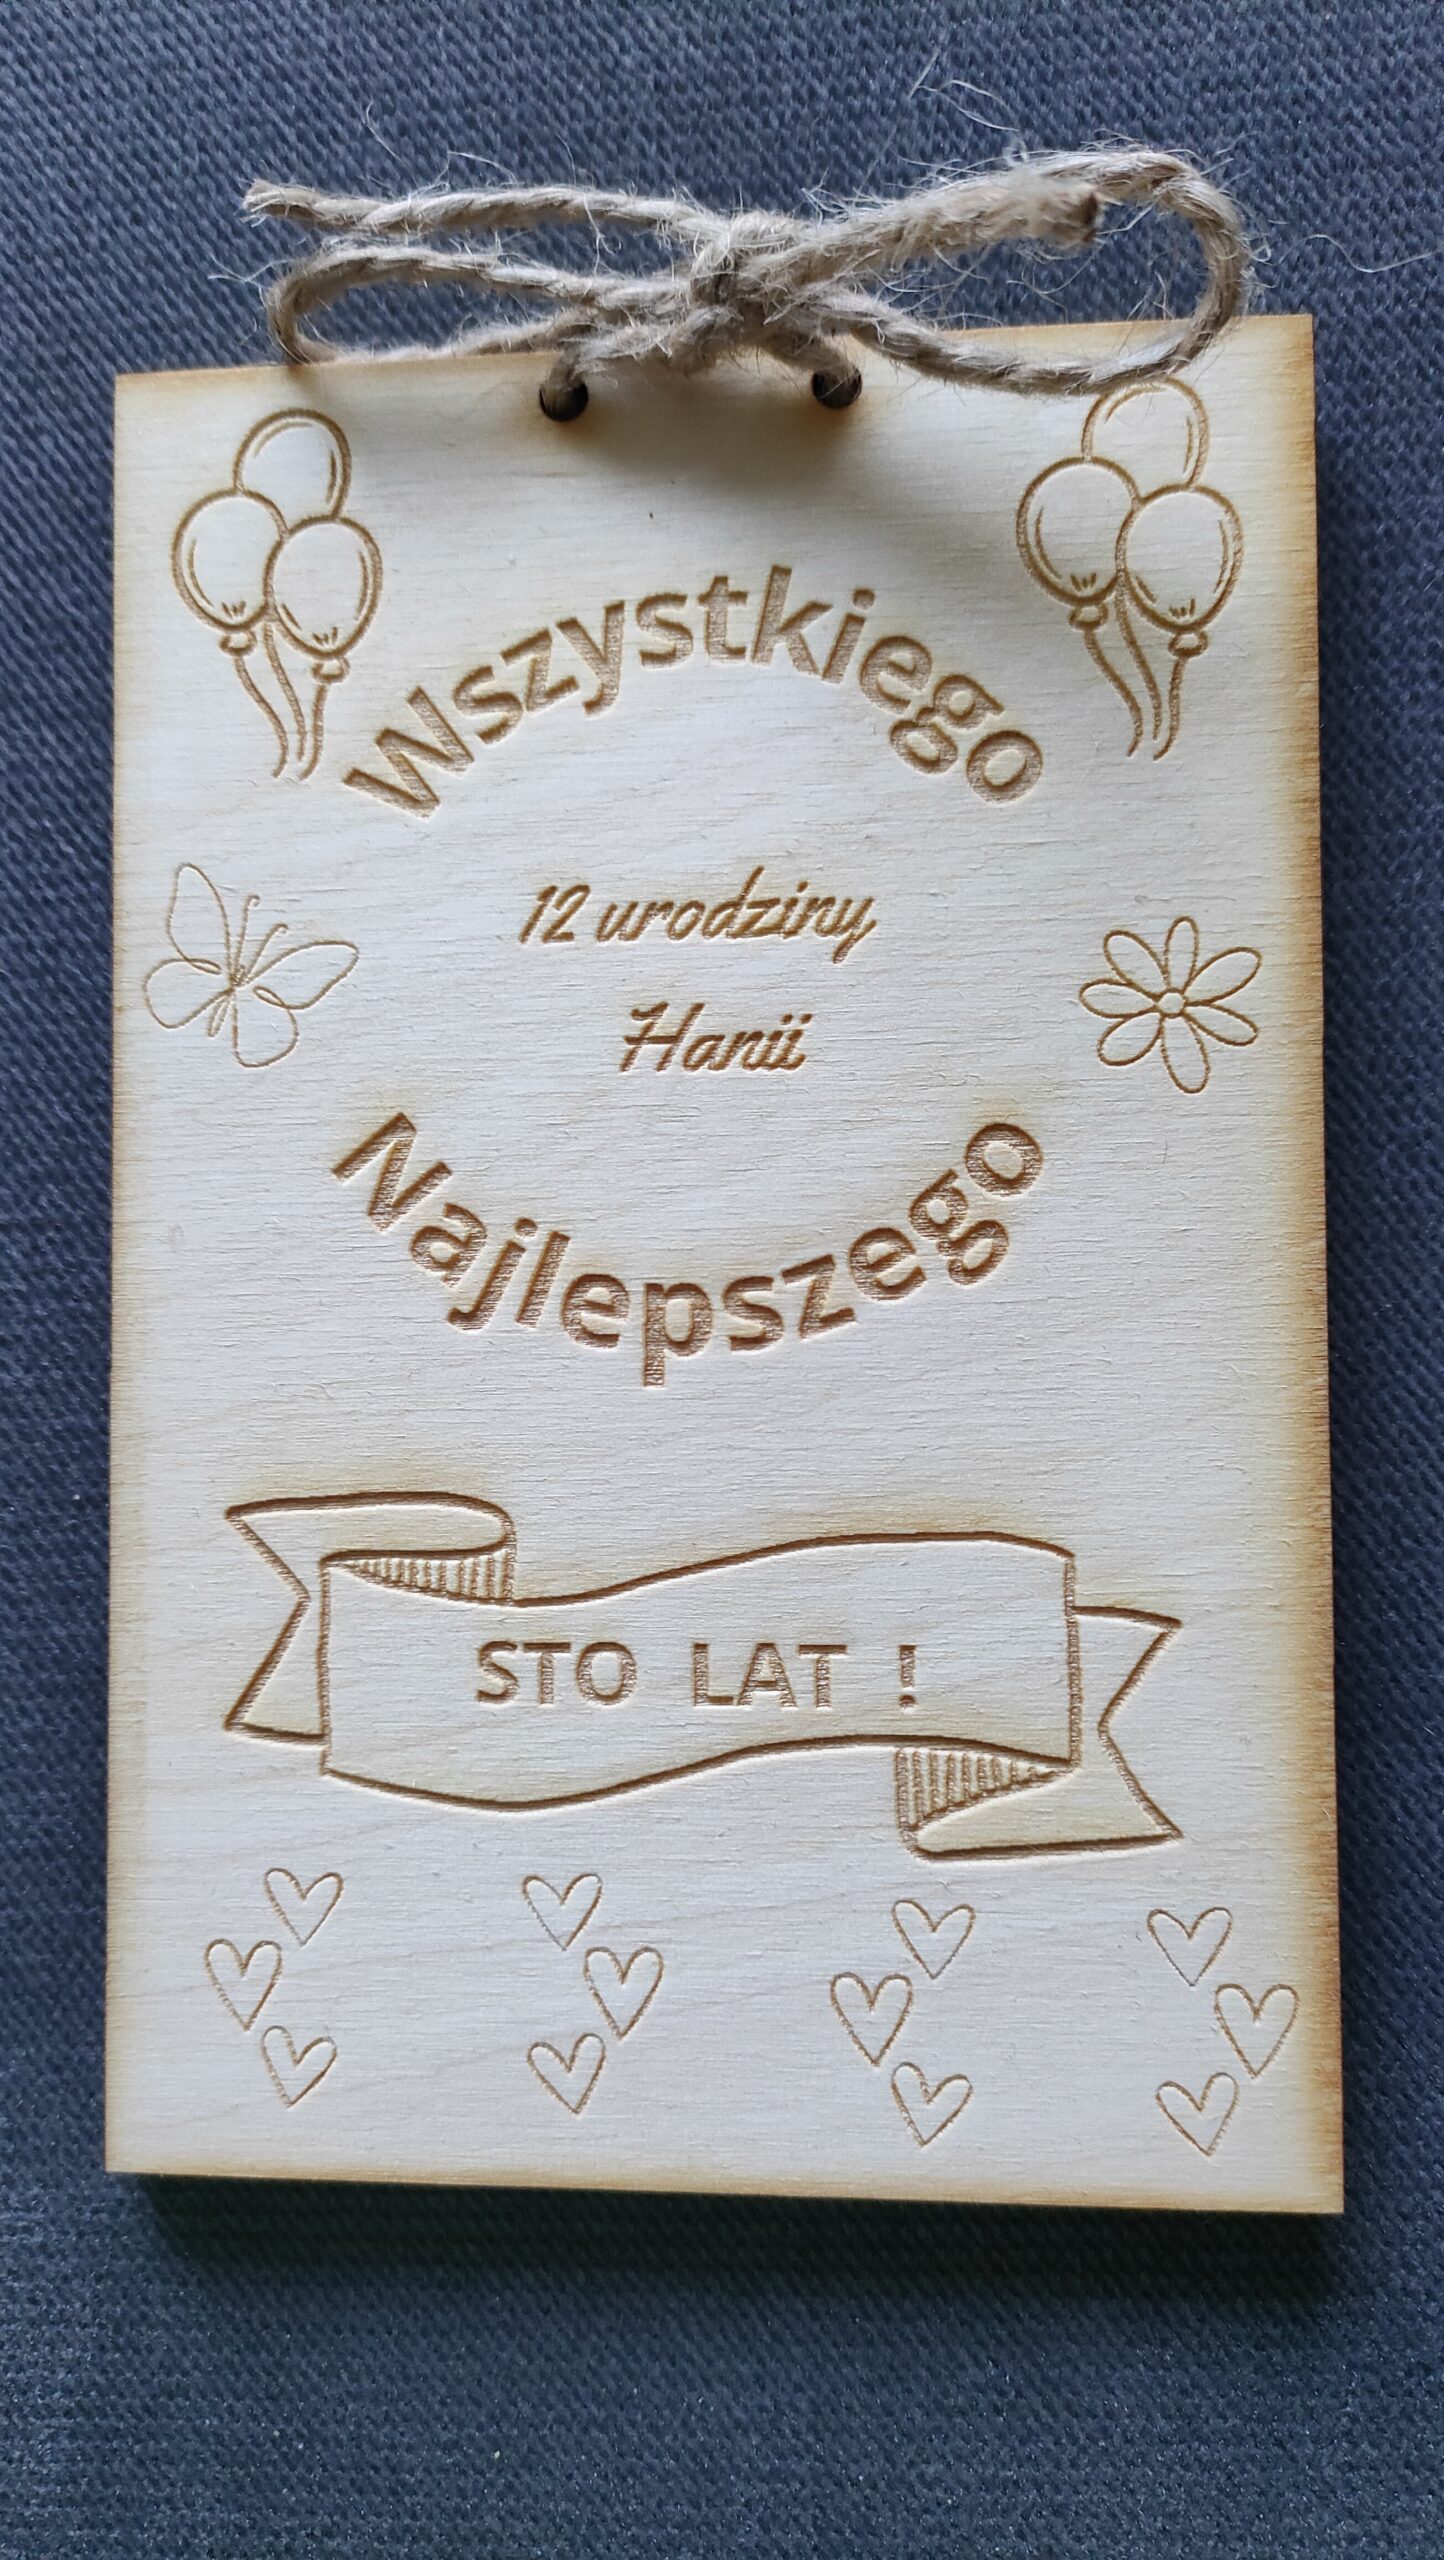 Wszystkiego
12 urodziny
Hanii
Najlepszego
STO LAT !